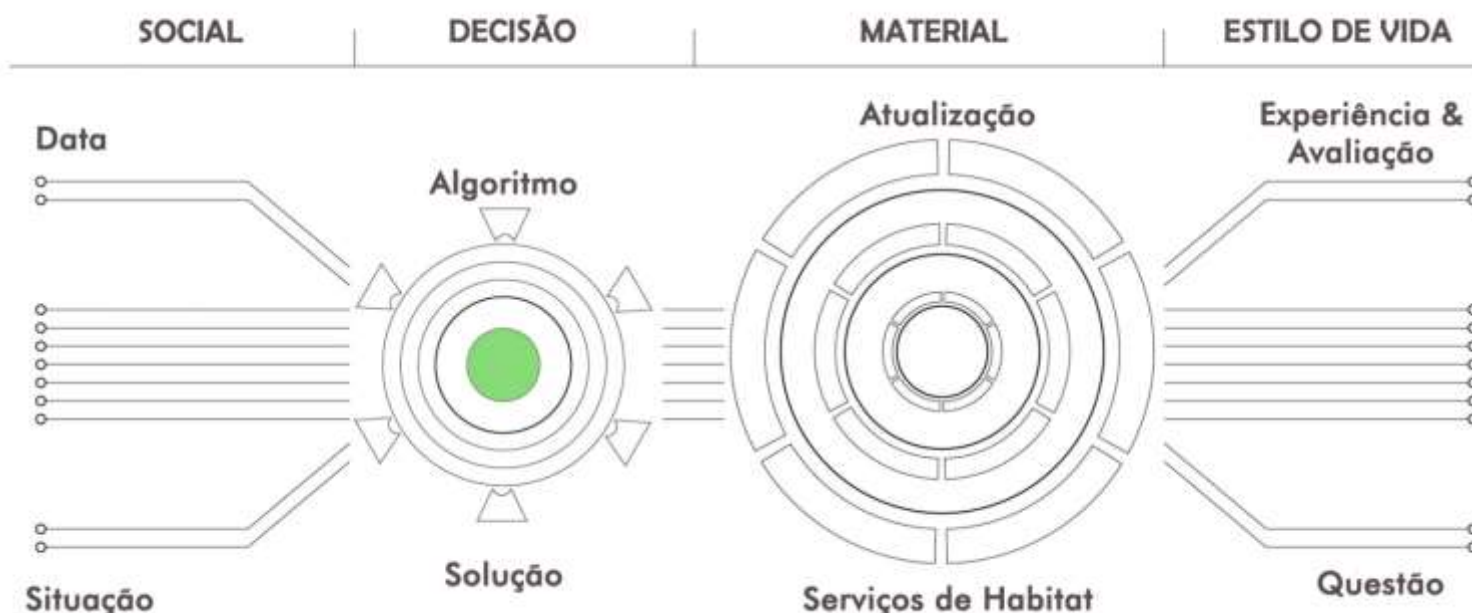 SOCIAL
DECISÃO
MATERIAL
ESTILO DE VIDA
Data
Algoritmo
Atualização
Experiência &
Avaliação
Situação
Solução
Serviços de Habitat
Questão